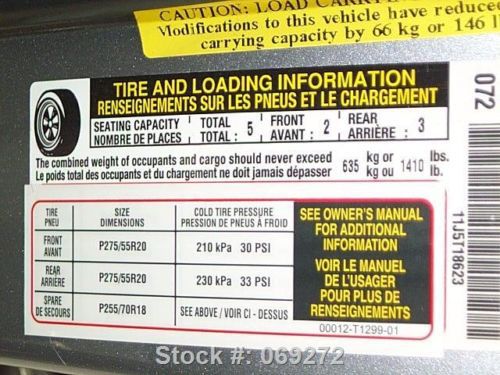 CAUTION: LOAD
Modifications to this vehicle have reduced
carrying capacity by 66 kg or 146 l
TIRE AND LOADING INFORMATION
RENSEIGNEMENTS SUR LES PNEUS ET LE CHARGEMENT
SEATING CAPACITY TOTAL FRONT REAR
NOMBRE DE PLACES TOTAL : 5 AVANT : 2 ARRIÈRE : 3
The combined weight of occupants and cargo should never exceed 635 kg or 1410 lbs.
Le poids total des occupants et du chargement ne doit jamais dépasser kg ou lb.
TIRE SIZE COLD TIRE PRESSURE
PNEU DIMENSIONS PRESSION DE PNEUS À FROID
FRONT
AVANT P275/55R20 210 kPa 30 PSI
REAR
ARRIÈRE P275/55R20 230 kPa 33 PSI
SPARE
DE SECOURS P255/70R18 SEE ABOVE / VOIR CI - DESSUS
SEE OWNER'S MANUAL
FOR ADDITIONAL
INFORMATION
VOIR LE MANUEL
DE L'USAGER
POUR PLUS DE
RENSEIGNEMENTS
00012-T1299-01
072
11J5T18623
Stock #: 069272